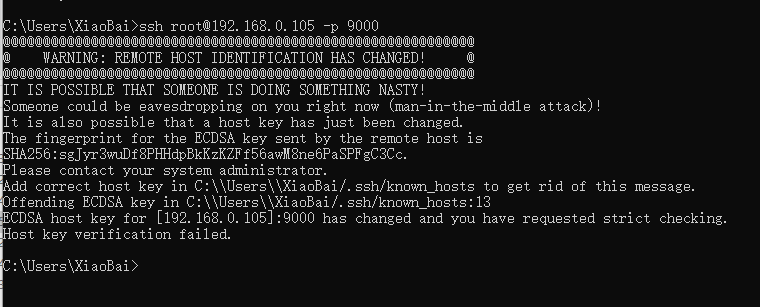 C:\Users\XiaoBai>ssh root@192.168.0.105 -p 9000
@@@@@@@@@@@@@@@@@@@@@@@@@@@@@@@@@@@@@@@@@@@@@@@@@@@@@@@@@@@
@    WARNING: REMOTE HOST IDENTIFICATION HAS CHANGED!     @
@@@@@@@@@@@@@@@@@@@@@@@@@@@@@@@@@@@@@@@@@@@@@@@@@@@@@@@@@@@
IT IS POSSIBLE THAT SOMEONE IS DOING SOMETHING NASTY!
Someone could be eavesdropping on you right now (man-in-the-middle attack)!
It is also possible that a host key has just been changed.
The fingerprint for the ECDSA key sent by the remote host is
SHA256:sgJyr3wuDf8PHHdpBkKzKZFf56awM8ne6PaSPFgC3Cc.
Please contact your system administrator.
Add correct host key in C:\\Users\\XiaoBai/.ssh/known_hosts to get rid of this message.
Offending ECDSA key in C:\\Users\\XiaoBai/.ssh/known_hosts:13
ECDSA host key for [192.168.0.105]:9000 has changed and you have requested strict checking.
Host key verification failed.
C:\Users\XiaoBai>